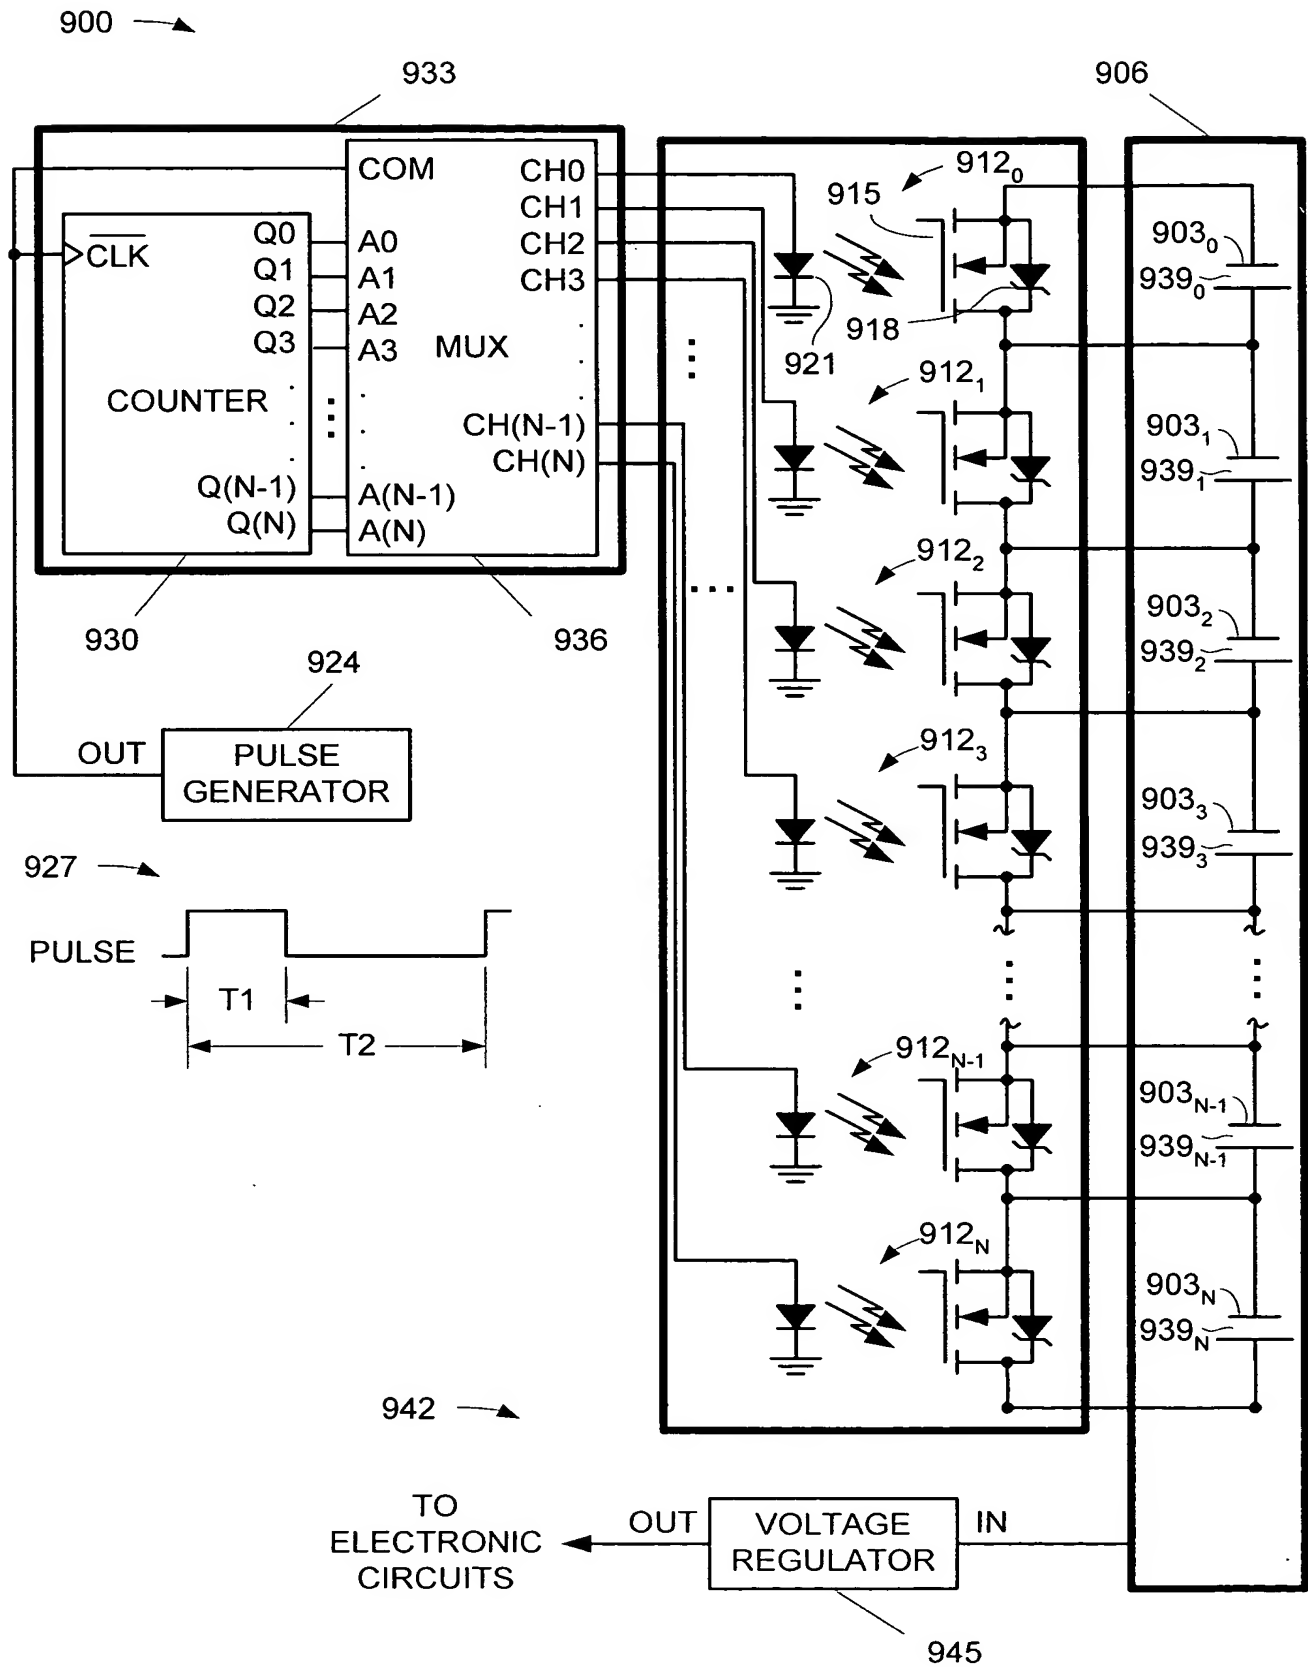 900
933
906
COM
CH0
CH1
CH2
CH3
CLK
Q0
Q1
Q2
Q3
A0
A1
A2
A3
MUX
COUNTER
.
.
.
CH(N-1)
CH(N)
Q(N-1)
Q(N)
A(N-1)
A(N)
930
936
924
OUT
PULSE
GENERATOR
927
PULSE
T1
T2
912₀
915
918
921
903₀
939₀
912₁
903₁
939₁
912₂
903₂
939₂
912₃
903₃
939₃
912N-1
903N-1
939N-1
912N
903N
939N
942
TO
ELECTRONIC
CIRCUITS
OUT
VOLTAGE
REGULATOR
IN
945